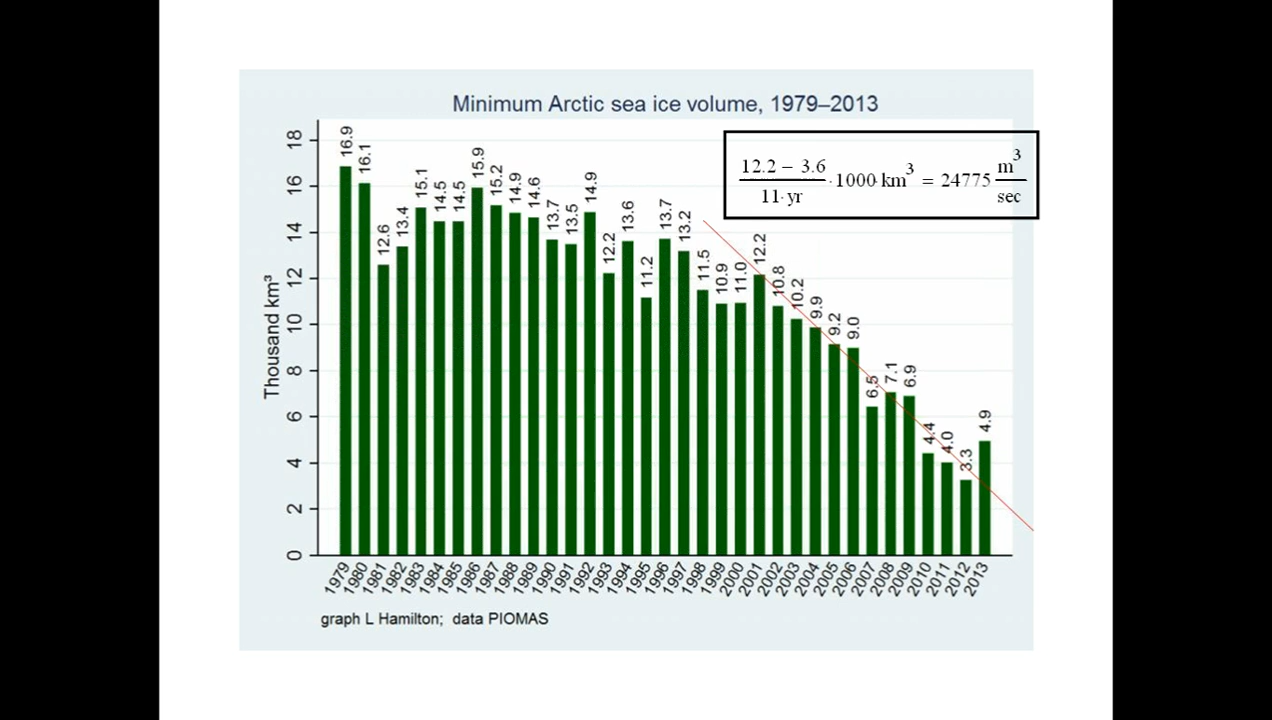 Minimum Arctic sea ice volume, 1979–2013
12.2 − 3.6
11·yr
·1000·km³ = 24775 m³
sec
Thousand km³
18
16
14
12
10
8
6
4
2
0
16.9 16.1 12.6 13.4 15.1 14.5 14.5 15.9 15.2 14.9 14.6 13.7 13.5 14.9 12.2 13.6 11.2 13.7 13.2 11.5 10.9 11.0 12.2 10.8 10.2 9.9 9.2 9.0 6.5 7.1 6.9 4.4 4.0 3.3 4.9
1979 1980 1981 1982 1983 1984 1985 1986 1987 1988 1989 1990 1991 1992 1993 1994 1995 1996 1997 1998 1999 2000 2001 2002 2003 2004 2005 2006 2007 2008 2009 2010 2011 2012 2013
graph L Hamilton; data PIOMAS